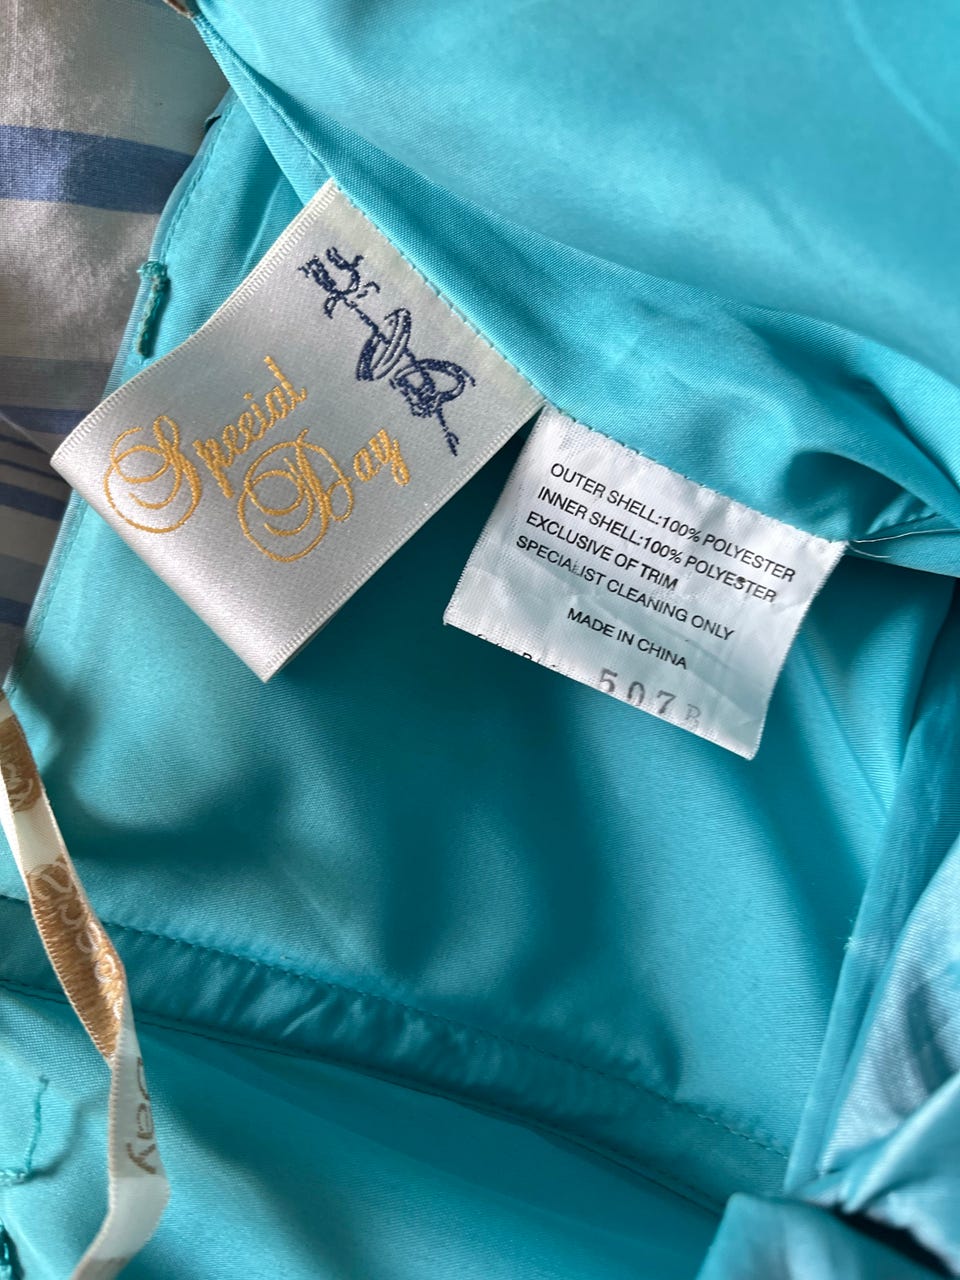 Special
Day
OUTER SHELL:100% POLYESTER
INNER SHELL:100% POLYESTER
EXCLUSIVE OF TRIM
SPECIALIST CLEANING ONLY
MADE IN CHINA
507B